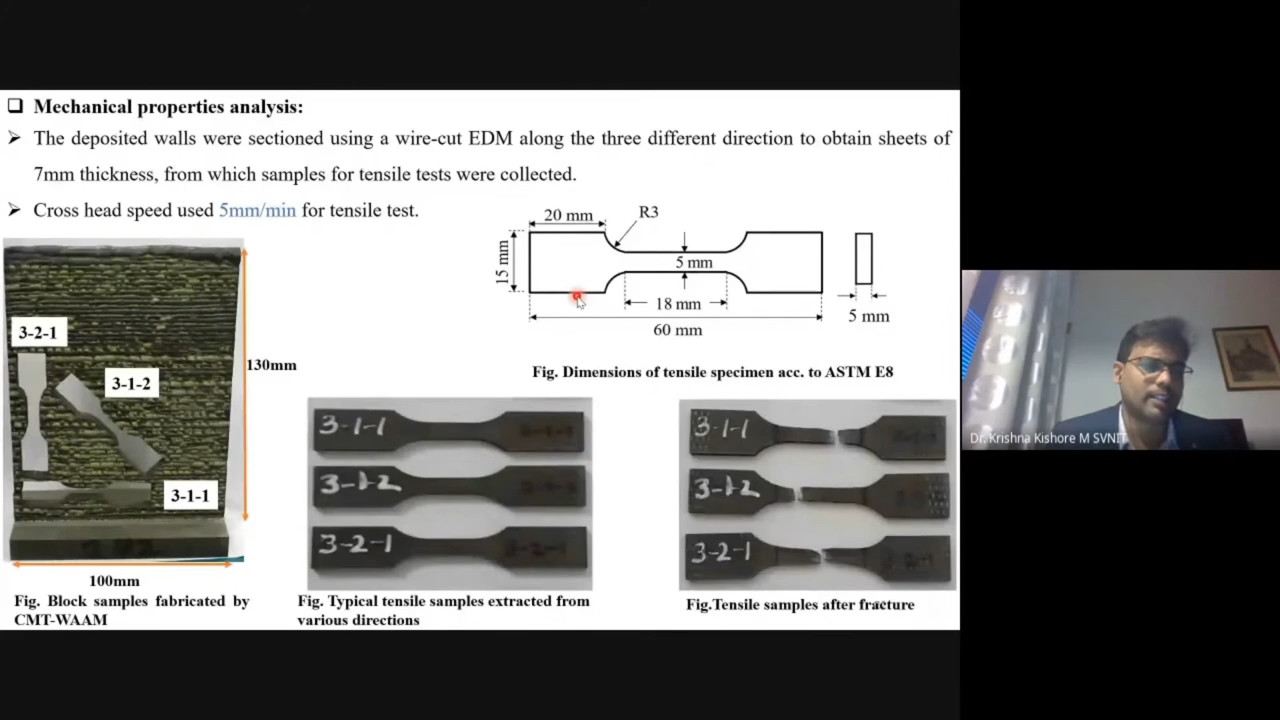 Mechanical properties analysis:
The deposited walls were sectioned using a wire-cut EDM along the three different direction to obtain sheets of
7mm thickness, from which samples for tensile tests were collected.
Cross head speed used 5mm/min for tensile test.
20 mm
R3
15 mm
5 mm
18 mm
60 mm
5 mm
Fig. Dimensions of tensile specimen acc. to ASTM E8
3-2-1
3-1-2
3-1-1
130mm
100mm
Fig. Block samples fabricated by
CMT-WAAM
3-1-1
3-1-2
3-2-1
Fig. Typical tensile samples extracted from
various directions
3-1-1
3-1-2
3-2-1
Fig.Tensile samples after fracture
Dr. Krishna Kishore M SVNIT